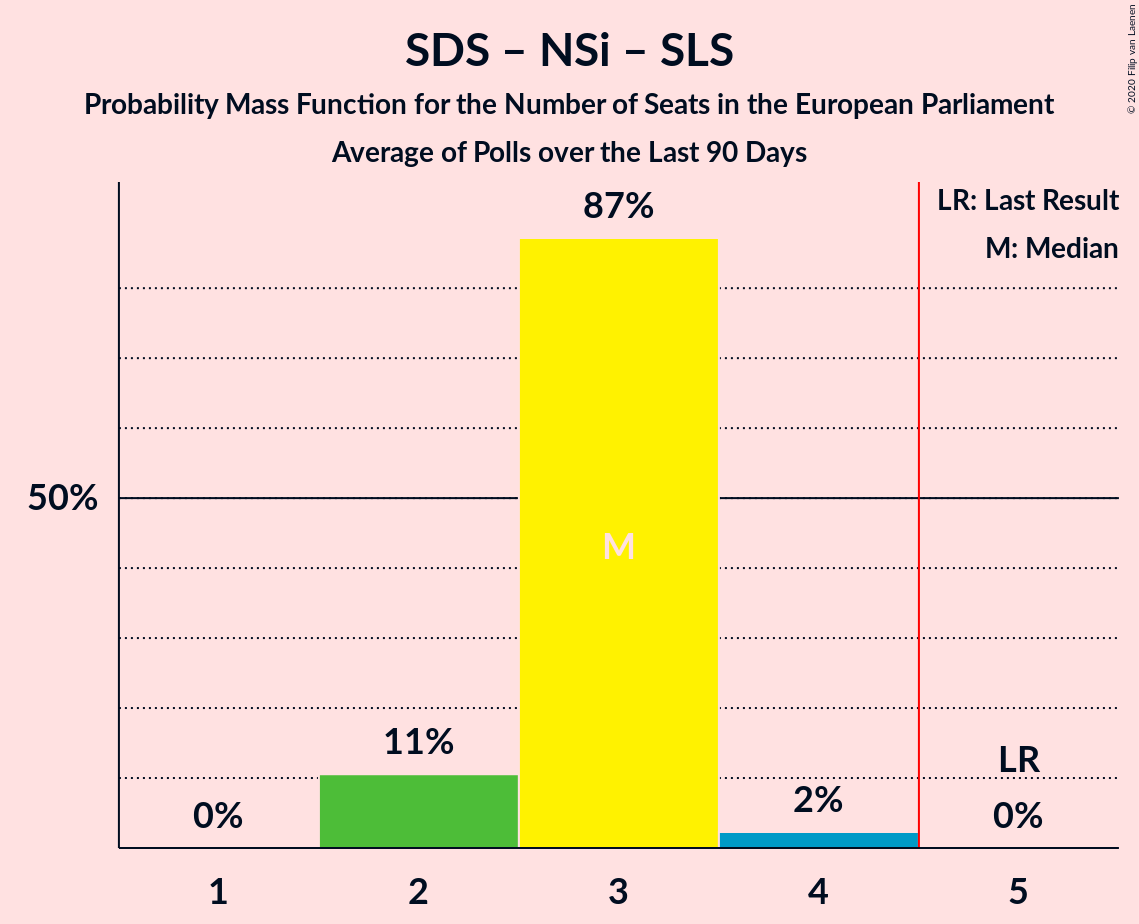 SDS – NSi – SLS
Probability Mass Function for the Number of Seats in the European Parliament
Average of Polls over the Last 90 Days
© 2020 Filip van Laenen
LR: Last Result
M: Median
87%
50%
M
11%
LR
0%
2%
0%
1 2 3 4 5